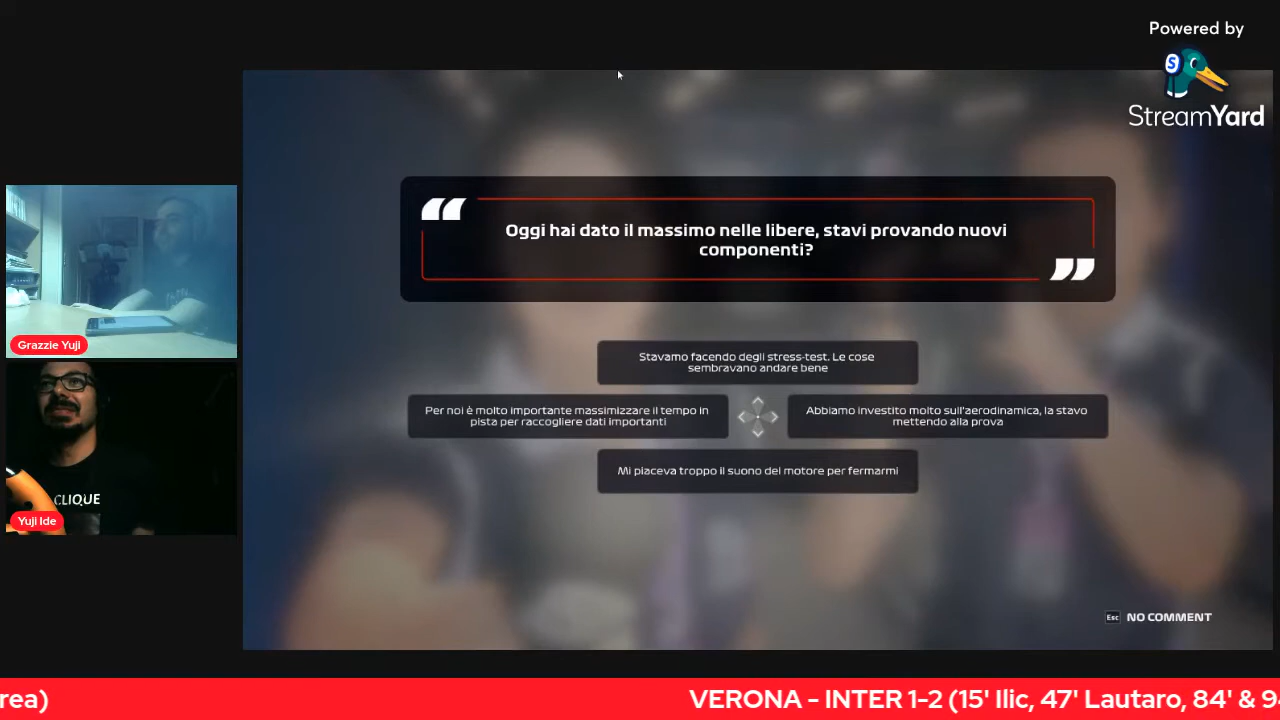 Powered by
StreamYard
Oggi hai dato il massimo nelle libere, stavi provando nuovi
componenti?
Stavamo facendo degli stress-test. Le cose
sembravano andare bene
Per noi è molto importante massimizzare il tempo in
pista per raccogliere dati importanti
Abbiamo investito molto sull'aerodinamica, la stavo
mettendo alla prova
Mi piaceva troppo il suono del motore per fermarmi
Grazzie Yuji
CLIQUE
Yuji Ide
Esc NO COMMENT
rea) VERONA - INTER 1-2 (15' Ilic, 47' Lautaro, 84' & 9